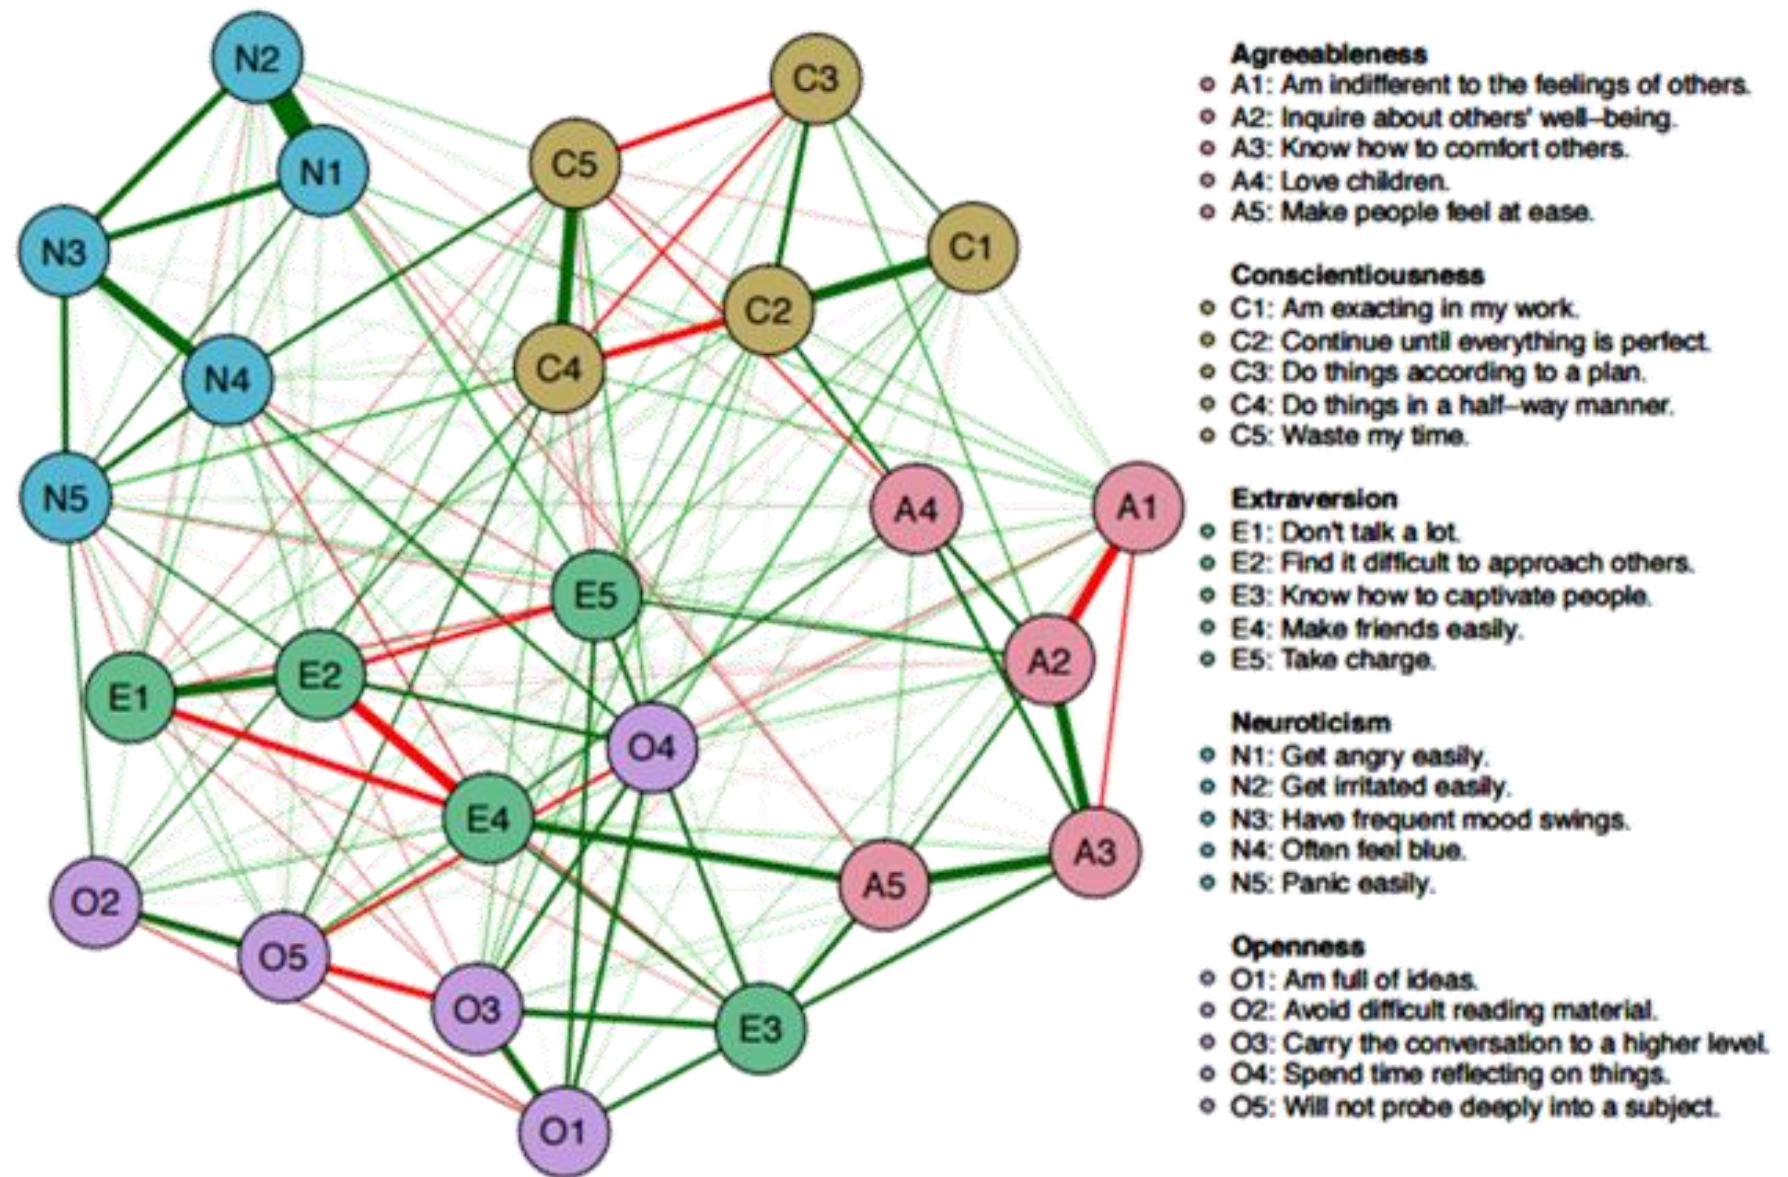 N2
C3
C5
N1
C1
N3
C2
C4
N4
N5
A4
A1
E5
A2
E2
E1
O4
E4
A3
A5
O2
O5
O3
E3
O1
Agreeableness
A1: Am indifferent to the feelings of others.
A2: Inquire about others' well–being.
A3: Know how to comfort others.
A4: Love children.
A5: Make people feel at ease.
Conscientiousness
C1: Am exacting in my work.
C2: Continue until everything is perfect.
C3: Do things according to a plan.
C4: Do things in a half–way manner.
C5: Waste my time.
Extraversion
E1: Don't talk a lot.
E2: Find it difficult to approach others.
E3: Know how to captivate people.
E4: Make friends easily.
E5: Take charge.
Neuroticism
N1: Get angry easily.
N2: Get irritated easily.
N3: Have frequent mood swings.
N4: Often feel blue.
N5: Panic easily.
Openness
O1: Am full of ideas.
O2: Avoid difficult reading material.
O3: Carry the conversation to a higher level.
O4: Spend time reflecting on things.
O5: Will not probe deeply into a subject.